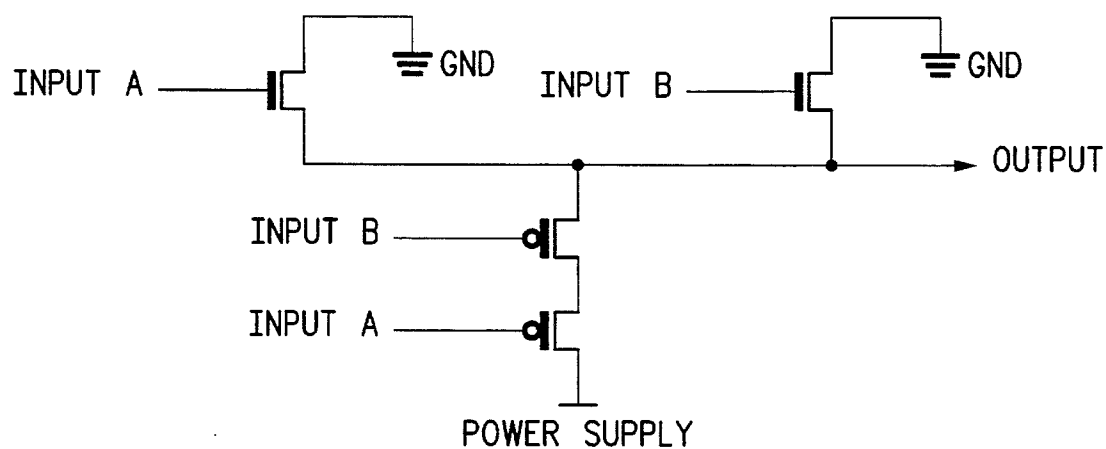 GND
INPUT A
INPUT B
GND
OUTPUT
INPUT B
INPUT A
POWER SUPPLY